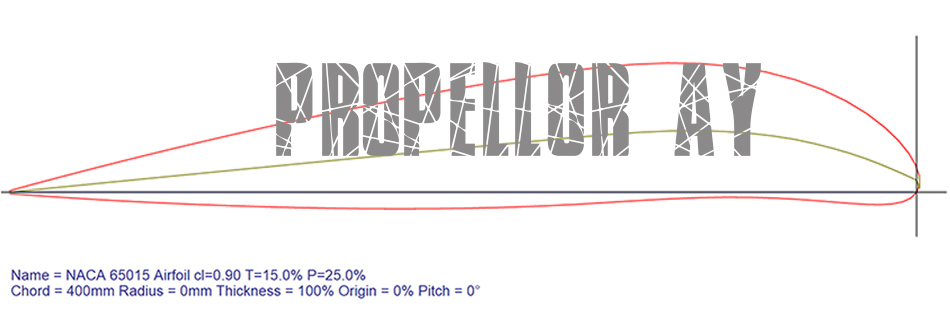 PROPELLOR AY
Name = NACA 65015 Airfoil cl=0.90 T=15.0% P=25.0%
Chord = 400mm Radius = 0mm Thickness = 100% Origin = 0% Pitch = 0°